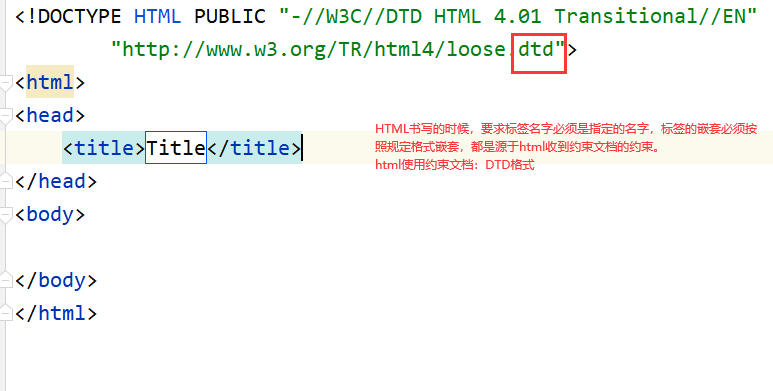 <!DOCTYPE HTML PUBLIC "-//W3C//DTD HTML 4.01 Transitional//EN"
"http://www.w3.org/TR/html4/loose.dtd">
<html>
<head>
<title>Title</title>
HTML书写的时候，要求标签名字必须是指定的名字，标签的嵌套必须按
照规定格式嵌套，都是源于html收到约束文档的约束。
html使用约束文档：DTD格式
</head>
<body>
</body>
</html>